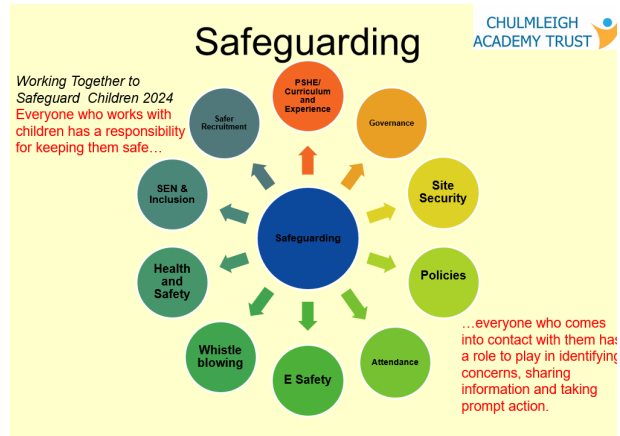 Safeguarding
CHULMLEIGH
ACADEMY TRUST
Working Together to
Safeguard Children 2024
Everyone who works with
children has a responsibility
for keeping them safe…
PSHE/
Curriculum
and
Experience
Governance
Site
Security
Policies
Attendance
E Safety
Whistle
blowing
Health
and
Safety
SEN &
Inclusion
Safer
Recruitment
Safeguarding
…everyone who comes
into contact with them has
a role to play in identifying
concerns, sharing
information and taking
prompt action.